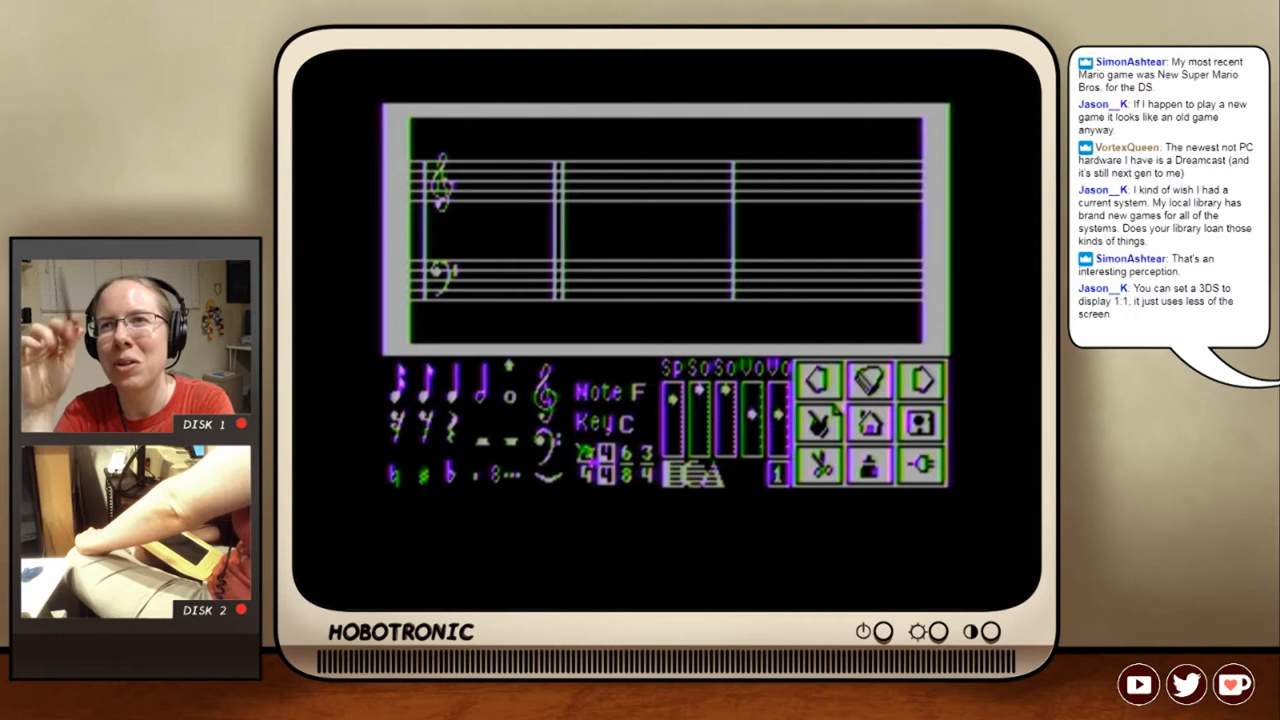 SimonAshtear: My most recent
Mario game was New Super Mario
Bros. for the DS.
Jason__K: If I happen to play a new
game it looks like an old game
anyway.
VortexQueen: The newest not PC
hardware I have is a Dreamcast (and
it's still next gen to me)
Jason__K: I kind of wish I had a
current system. My local library has
brand new games for all of the
systems. Does your library loan those
kinds of things.
SimonAshtear: That's an
interesting perception.
Jason__K: You can set a 3DS to
display 1:1, it just uses less of the
screen.
Sp So So Vo Vo
Note F
Key C
4 6 3
4 4 8 4
1
DISK 1
DISK 2
HOBOTRONIC